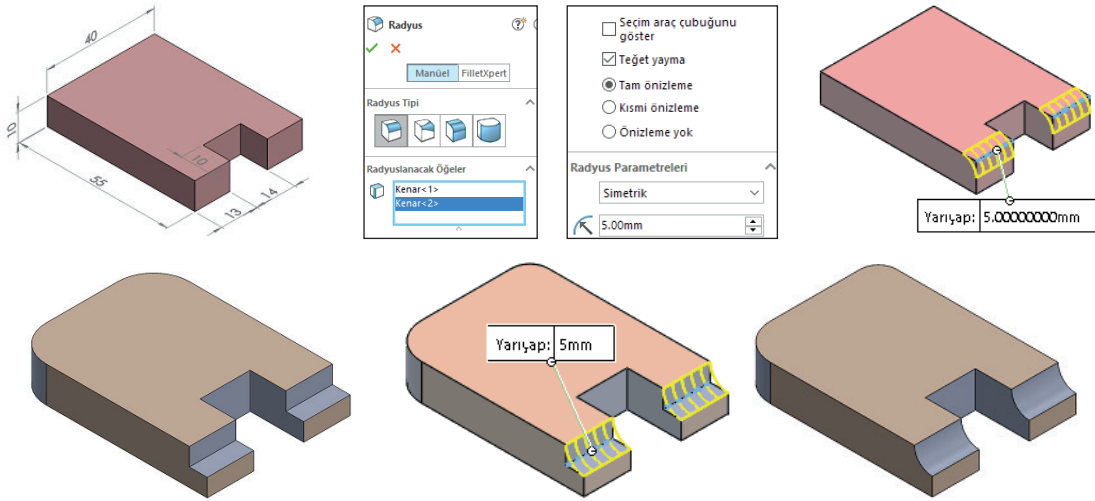 40
10
55
10
13
14
Radyus
Manüel FilletXpert
Radyus Tipi
Radyuslanacak Öğeler
Kenar<1>
Kenar<2>
Seçim araç çubuğunu
göster
Teğet yayma
Tam önizleme
Kısmi önizleme
Önizleme yok
Radyus Parametreleri
Simetrik
5.00mm
Yarıçap: 5.00000000mm
Yarıçap: 5mm